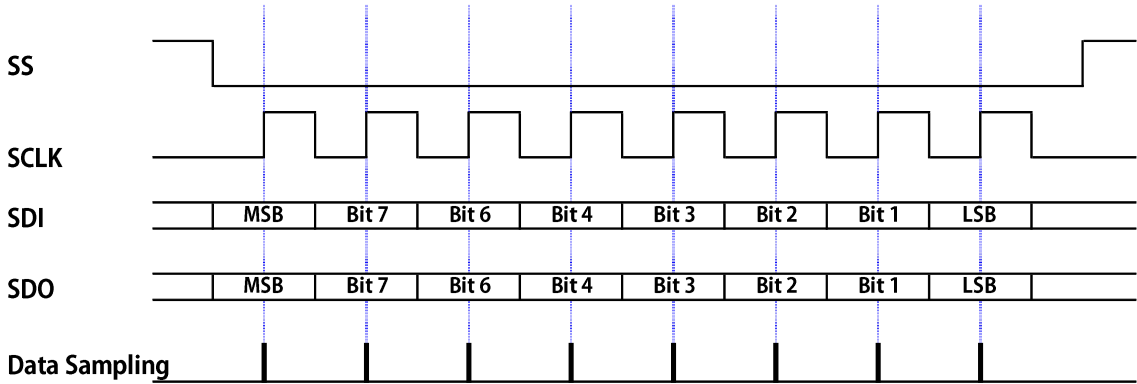 SS
SCLK
SDI MSB Bit 7 Bit 6 Bit 4 Bit 3 Bit 2 Bit 1 LSB
SDO MSB Bit 7 Bit 6 Bit 4 Bit 3 Bit 2 Bit 1 LSB
Data Sampling